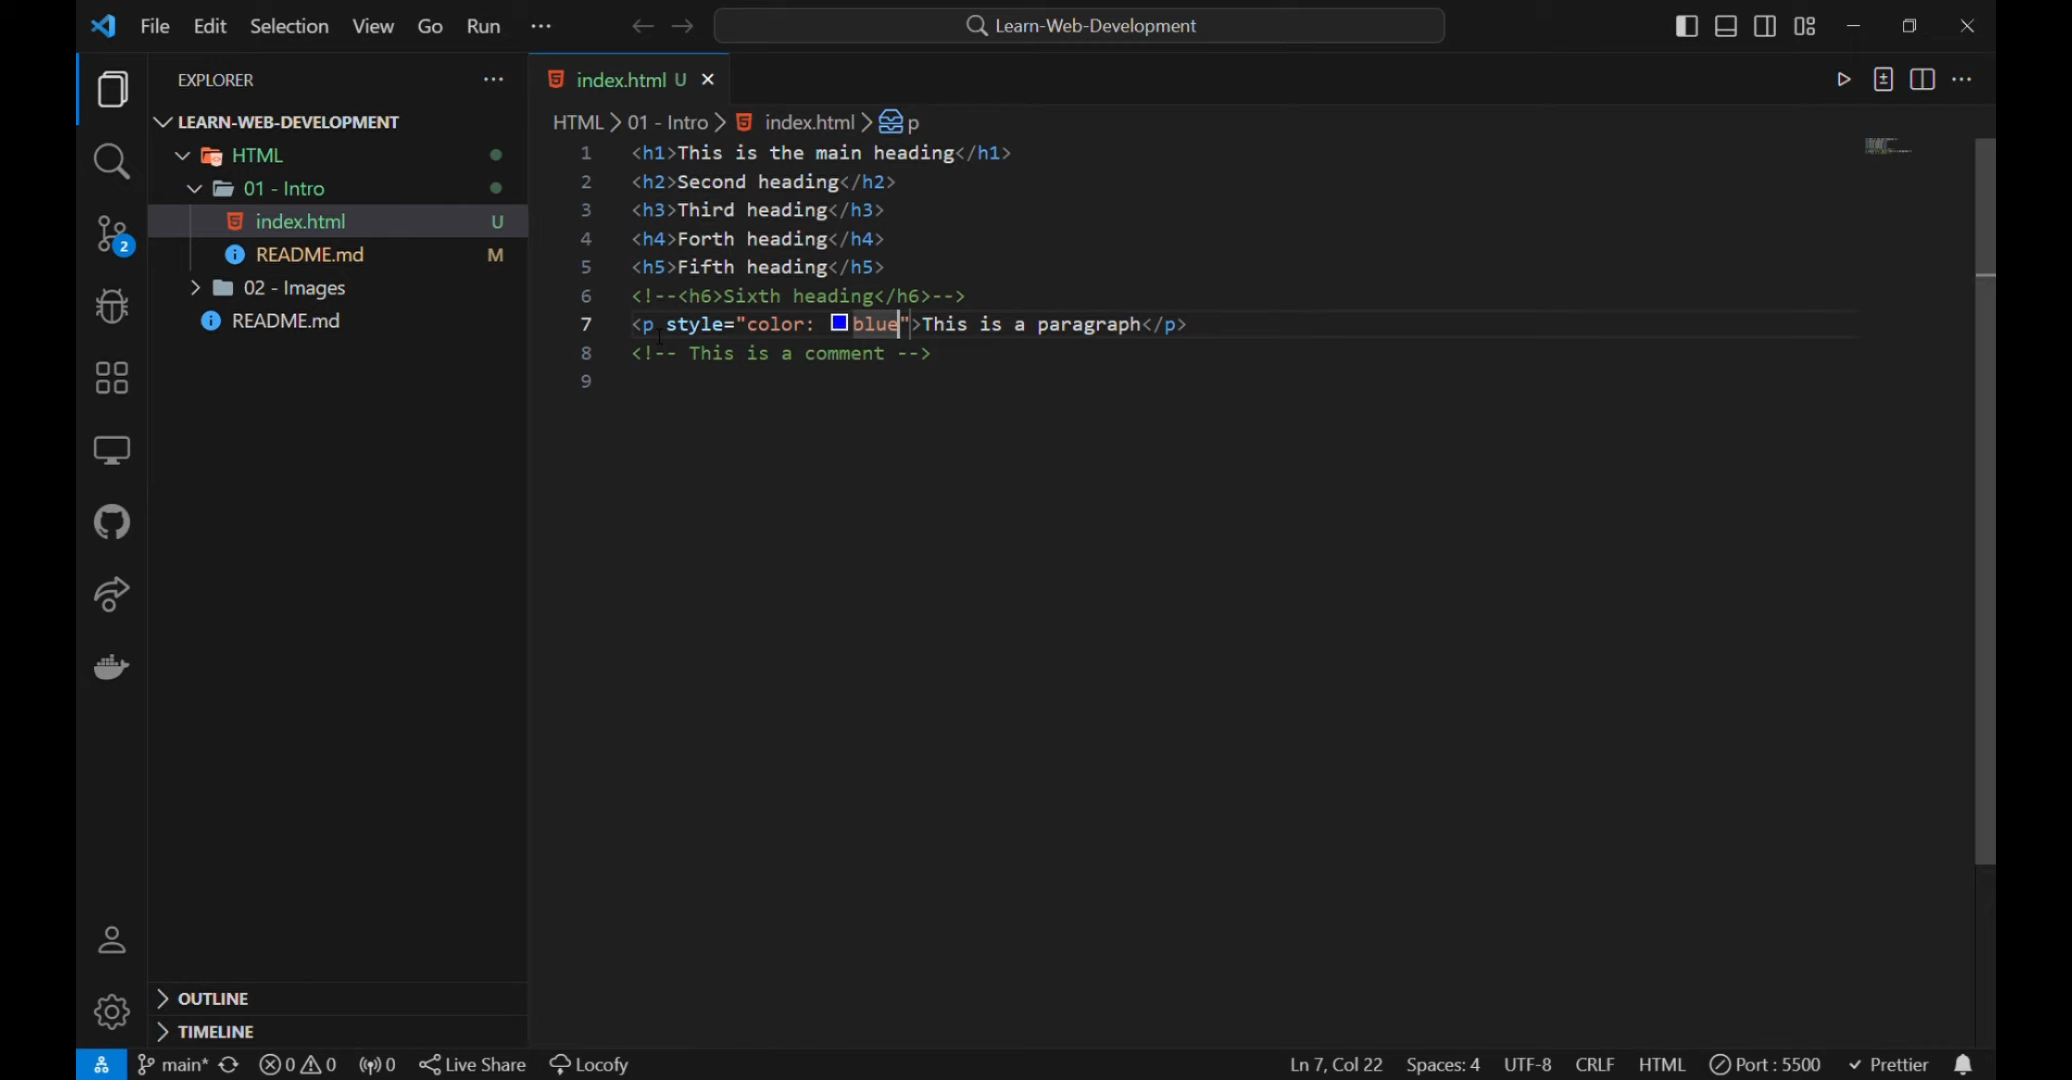 File Edit Selection View Go Run ··· Learn-Web-Development
EXPLORER ···
index.html U
LEARN-WEB-DEVELOPMENT
HTML > 01 - Intro > index.html > p
HTML
01 - Intro
index.html U
README.md M
02 - Images
README.md
2
1 <h1>This is the main heading</h1>
2 <h2>Second heading</h2>
3 <h3>Third heading</h3>
4 <h4>Forth heading</h4>
5 <h5>Fifth heading</h5>
6 <!--<h6>Sixth heading</h6>-->
7 <p style="color: blue">This is a paragraph</p>
8 <!-- This is a comment -->
9
OUTLINE
TIMELINE
main* 0 0 0 Live Share Locofy Ln 7, Col 22 Spaces: 4 UTF-8 CRLF HTML Port : 5500 Prettier